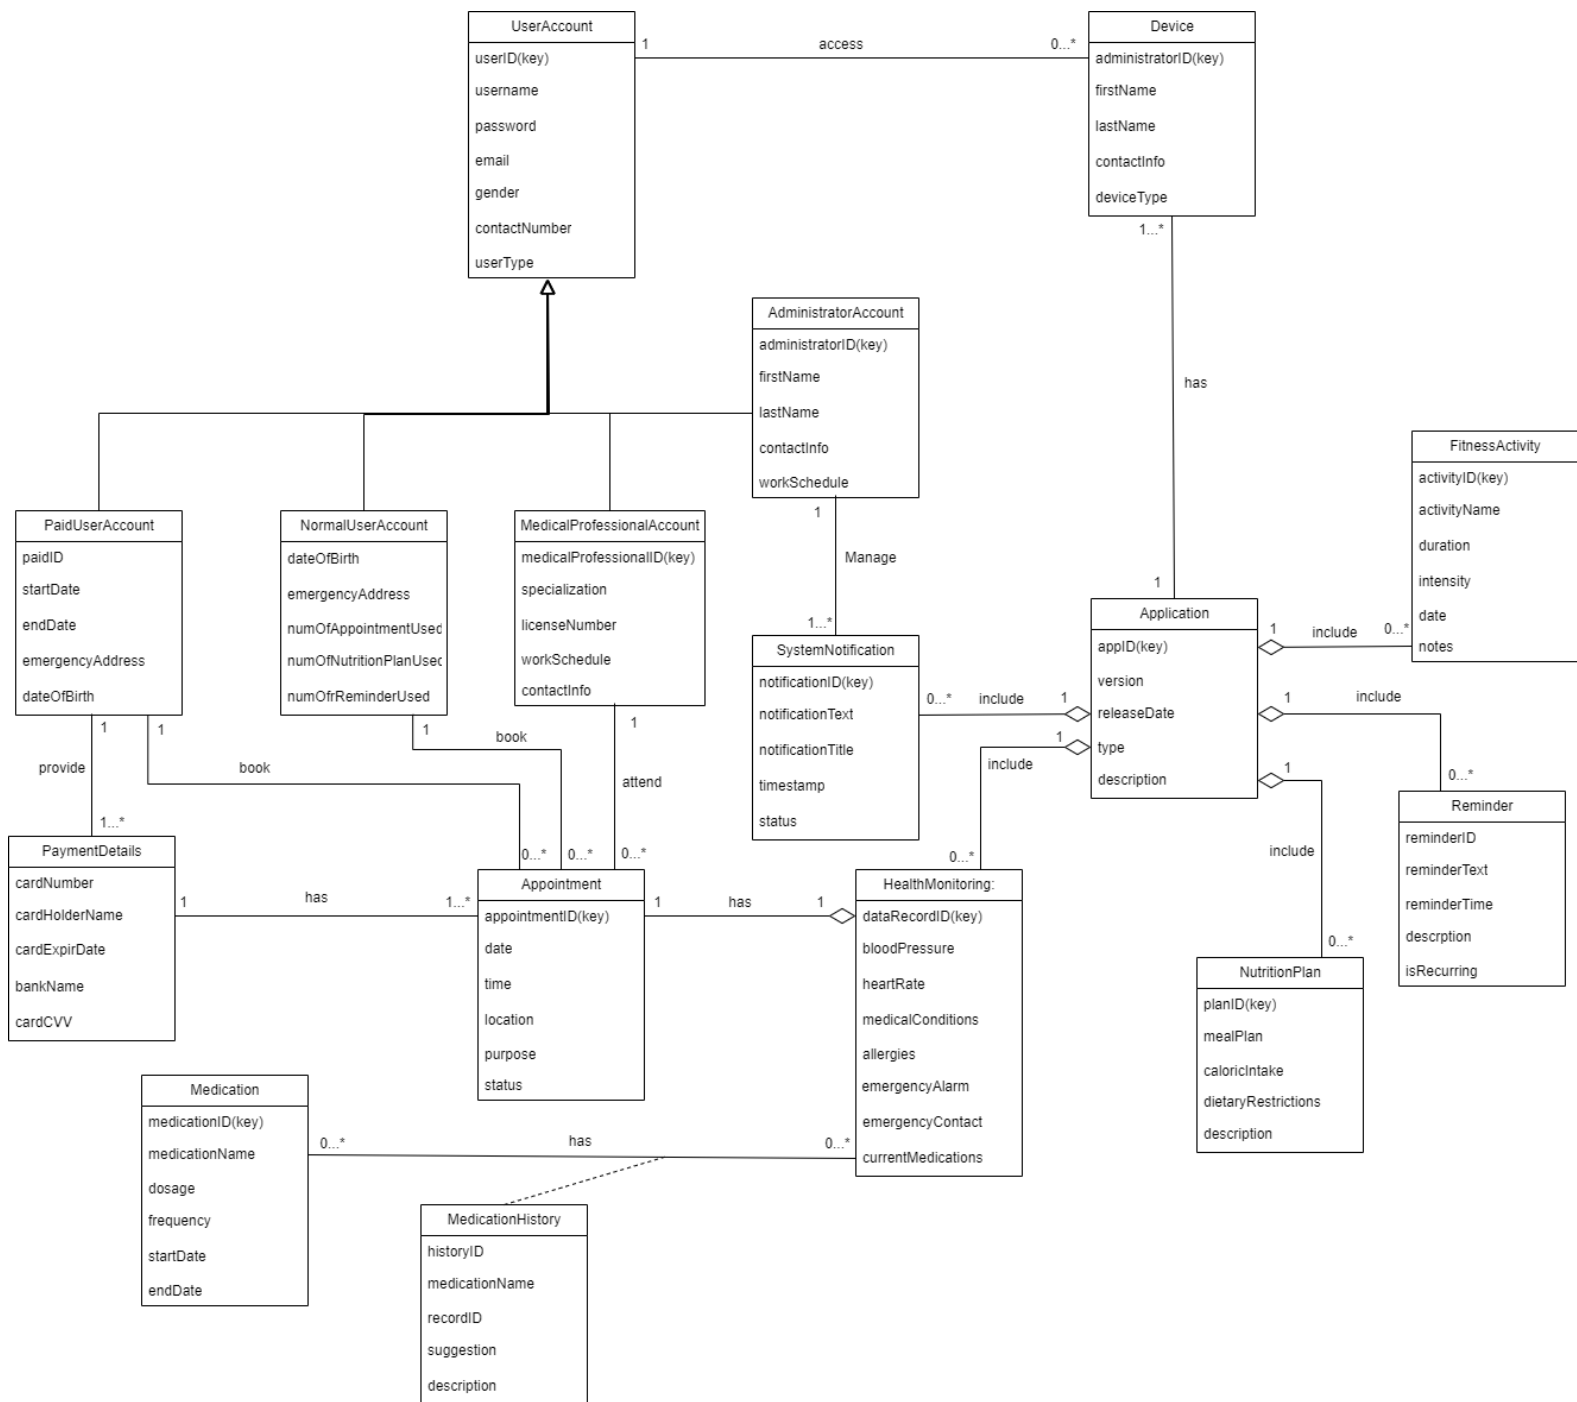 UserAccount
userID(key)
username
password
email
gender
contactNumber
userType
1
access
0...*
Device
administratorID(key)
firstName
lastName
contactInfo
deviceType
1...*
has
1
AdministratorAccount
administratorID(key)
firstName
lastName
contactInfo
workSchedule
1
Manage
1...*
FitnessActivity
activityID(key)
activityName
duration
intensity
date
notes
PaidUserAccount
paidID
startDate
endDate
emergencyAddress
dateOfBirth
NormalUserAccount
dateOfBirth
emergencyAddress
numOfAppointmentUsed
numOfNutritionPlanUsed
numOfrReminderUsed
MedicalProfessionalAccount
medicalProfessionalID(key)
specialization
licenseNumber
workSchedule
contactInfo
Application
appID(key)
version
releaseDate
type
description
1
include
0...*
SystemNotification
notificationID(key)
notificationText
notificationTitle
timestamp
status
0...*
include
1
1
include
0...*
1
include
0...*
1
include
0...*
1
provide
1...*
1
book
0...*
1
book
0...*
1
attend
0...*
Reminder
reminderID
reminderText
reminderTime
descrption
isRecurring
PaymentDetails
cardNumber
cardHolderName
cardExpirDate
bankName
cardCVV
1
has
1...*
Appointment
appointmentID(key)
date
time
location
purpose
status
1
has
1
HealthMonitoring:
dataRecordID(key)
bloodPressure
heartRate
medicalConditions
allergies
emergencyAlarm
emergencyContact
currentMedications
NutritionPlan
planID(key)
mealPlan
caloricIntake
dietaryRestrictions
description
Medication
medicationID(key)
medicationName
dosage
frequency
startDate
endDate
0...*
has
0...*
MedicationHistory
historyID
medicationName
recordID
suggestion
description